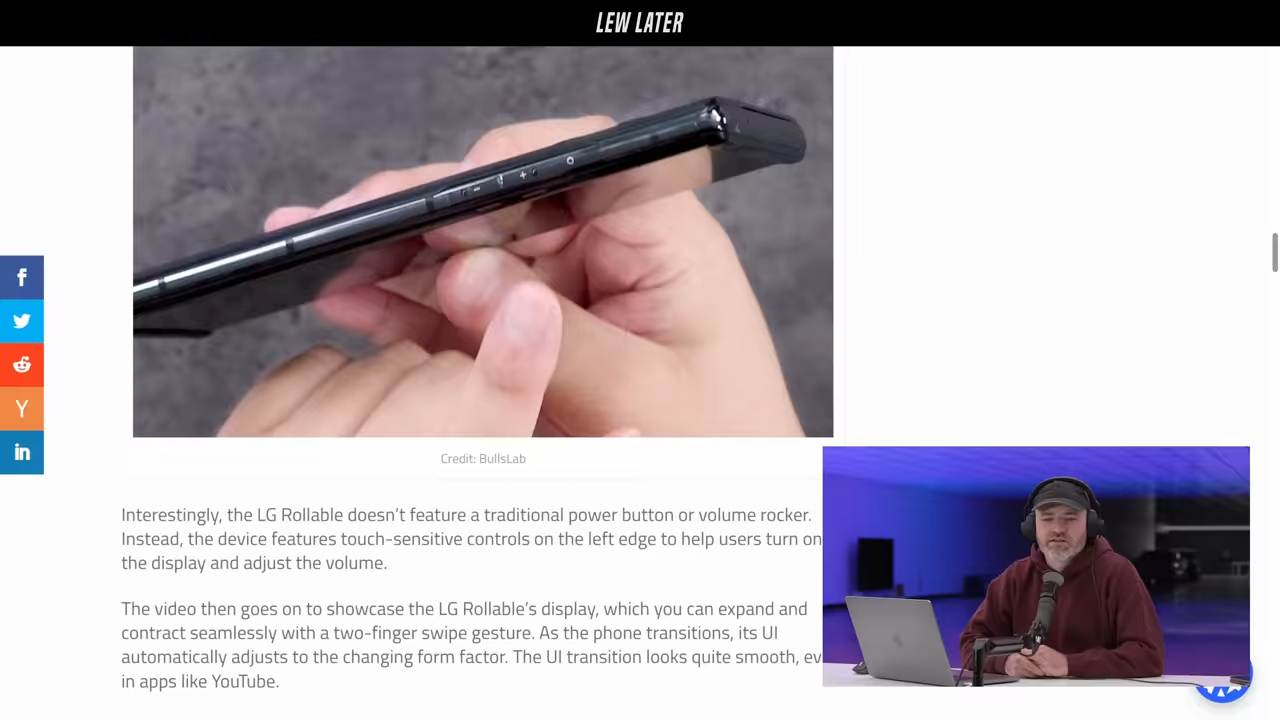 LEW LATER
Credit: BullsLab
Interestingly, the LG Rollable doesn't feature a traditional power button or volume rocker.
Instead, the device features touch-sensitive controls on the left edge to help users turn on
the display and adjust the volume.
The video then goes on to showcase the LG Rollable's display, which you can expand and
contract seamlessly with a two-finger swipe gesture. As the phone transitions, its UI
automatically adjusts to the changing form factor. The UI transition looks quite smooth, ev
in apps like YouTube.